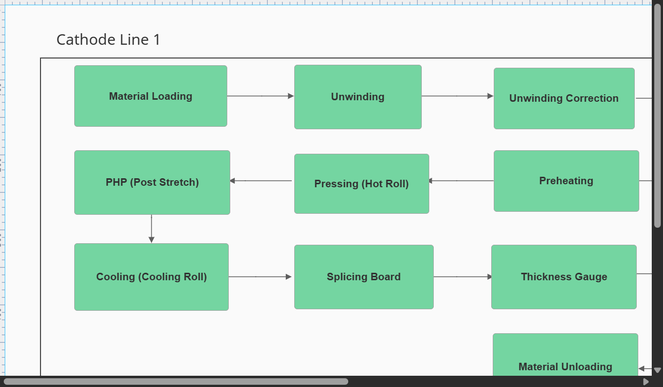 Cathode Line 1
Material Loading
Unwinding
Unwinding Correction
PHP (Post Stretch)
Pressing (Hot Roll)
Preheating
Cooling (Cooling Roll)
Splicing Board
Thickness Gauge
Material Unloading